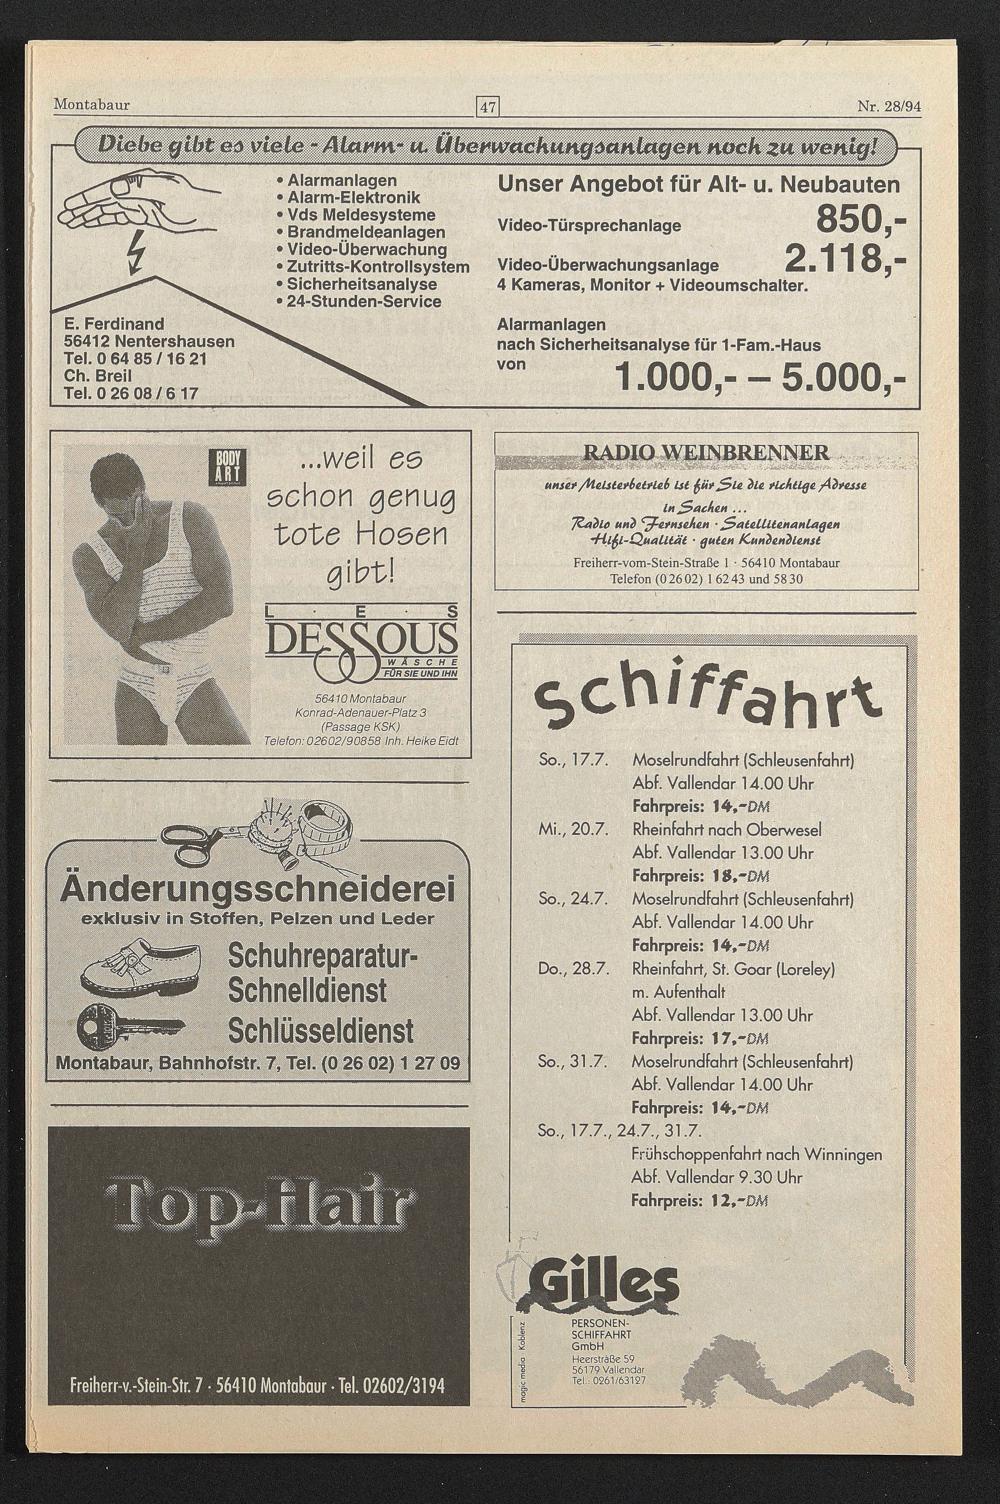 Montabaur
47
Nr. 28/94
Diebe gibt es viele - Alarm- u. Überwachungsanlagen noch zu wenig!
• Alarmanlagen
• Alarm-Elektronik
• Vds Meldesysteme
• Brandmeldeanlagen
• Video-Überwachung
• Zutritts-Kontrollsystem
• Sicherheitsanalyse
• 24-Stunden-Service
E. Ferdinand
56412 Nentershausen
Tel. 0 64 85 / 16 21
Ch. Breil
Tel. 0 26 08 / 6 17
Unser Angebot für Alt- u. Neubauten
Video-Türsprechanlage 850,-
Video-Überwachungsanlage 2.118,-
4 Kameras, Monitor + Videoumschalter.
Alarmanlagen
nach Sicherheitsanalyse für 1-Fam.-Haus
von 1.000,- – 5.000,-
BODY
ART
...weil es
schon genug
tote Hosen
gibt!
L · E · S
DESSOUS
WÄSCHE
FÜR SIE UND IHN
56410 Montabaur
Konrad-Adenauer-Platz 3
(Passage KSK)
Telefon: 02602/90858 Inh. Heike Eidt
RADIO WEINBRENNER
unser Meisterbetrieb ist für Sie die richtige Adresse
in Sachen ...
Radio und Fernsehen · Satellitenanlagen
Hifi-Qualität · guten Kundendienst
Freiherr-vom-Stein-Straße 1 · 56410 Montabaur
Telefon (0 26 02) 1 62 43 und 58 30
Änderungsschneiderei
exklusiv in Stoffen, Pelzen und Leder
Schuhreparatur-
Schnelldienst
Schlüsseldienst
Montabaur, Bahnhofstr. 7, Tel. (0 26 02) 1 27 09
Top-Hair
Freiherr-v.-Stein-Str. 7 · 56410 Montabaur · Tel. 02602/3194
Schiffahrt
So., 17.7. Moselrundfahrt (Schleusenfahrt)
Abf. Vallendar 14.00 Uhr
Fahrpreis: 14,-DM
Mi., 20.7. Rheinfahrt nach Oberwesel
Abf. Vallendar 13.00 Uhr
Fahrpreis: 18,-DM
So., 24.7. Moselrundfahrt (Schleusenfahrt)
Abf. Vallendar 14.00 Uhr
Fahrpreis: 14,-DM
Do., 28.7. Rheinfahrt, St. Goar (Loreley)
m. Aufenthalt
Abf. Vallendar 13.00 Uhr
Fahrpreis: 17,-DM
So., 31.7. Moselrundfahrt (Schleusenfahrt)
Abf. Vallendar 14.00 Uhr
Fahrpreis: 14,-DM
So., 17.7., 24.7., 31.7.
Frühschoppenfahrt nach Winningen
Abf. Vallendar 9.30 Uhr
Fahrpreis: 12,-DM
Gilles
PERSONEN-
SCHIFFAHRT
GmbH
Heerstraße 59
56179 Vallendar
Tel.: 0261/63127
magic media Koblenz